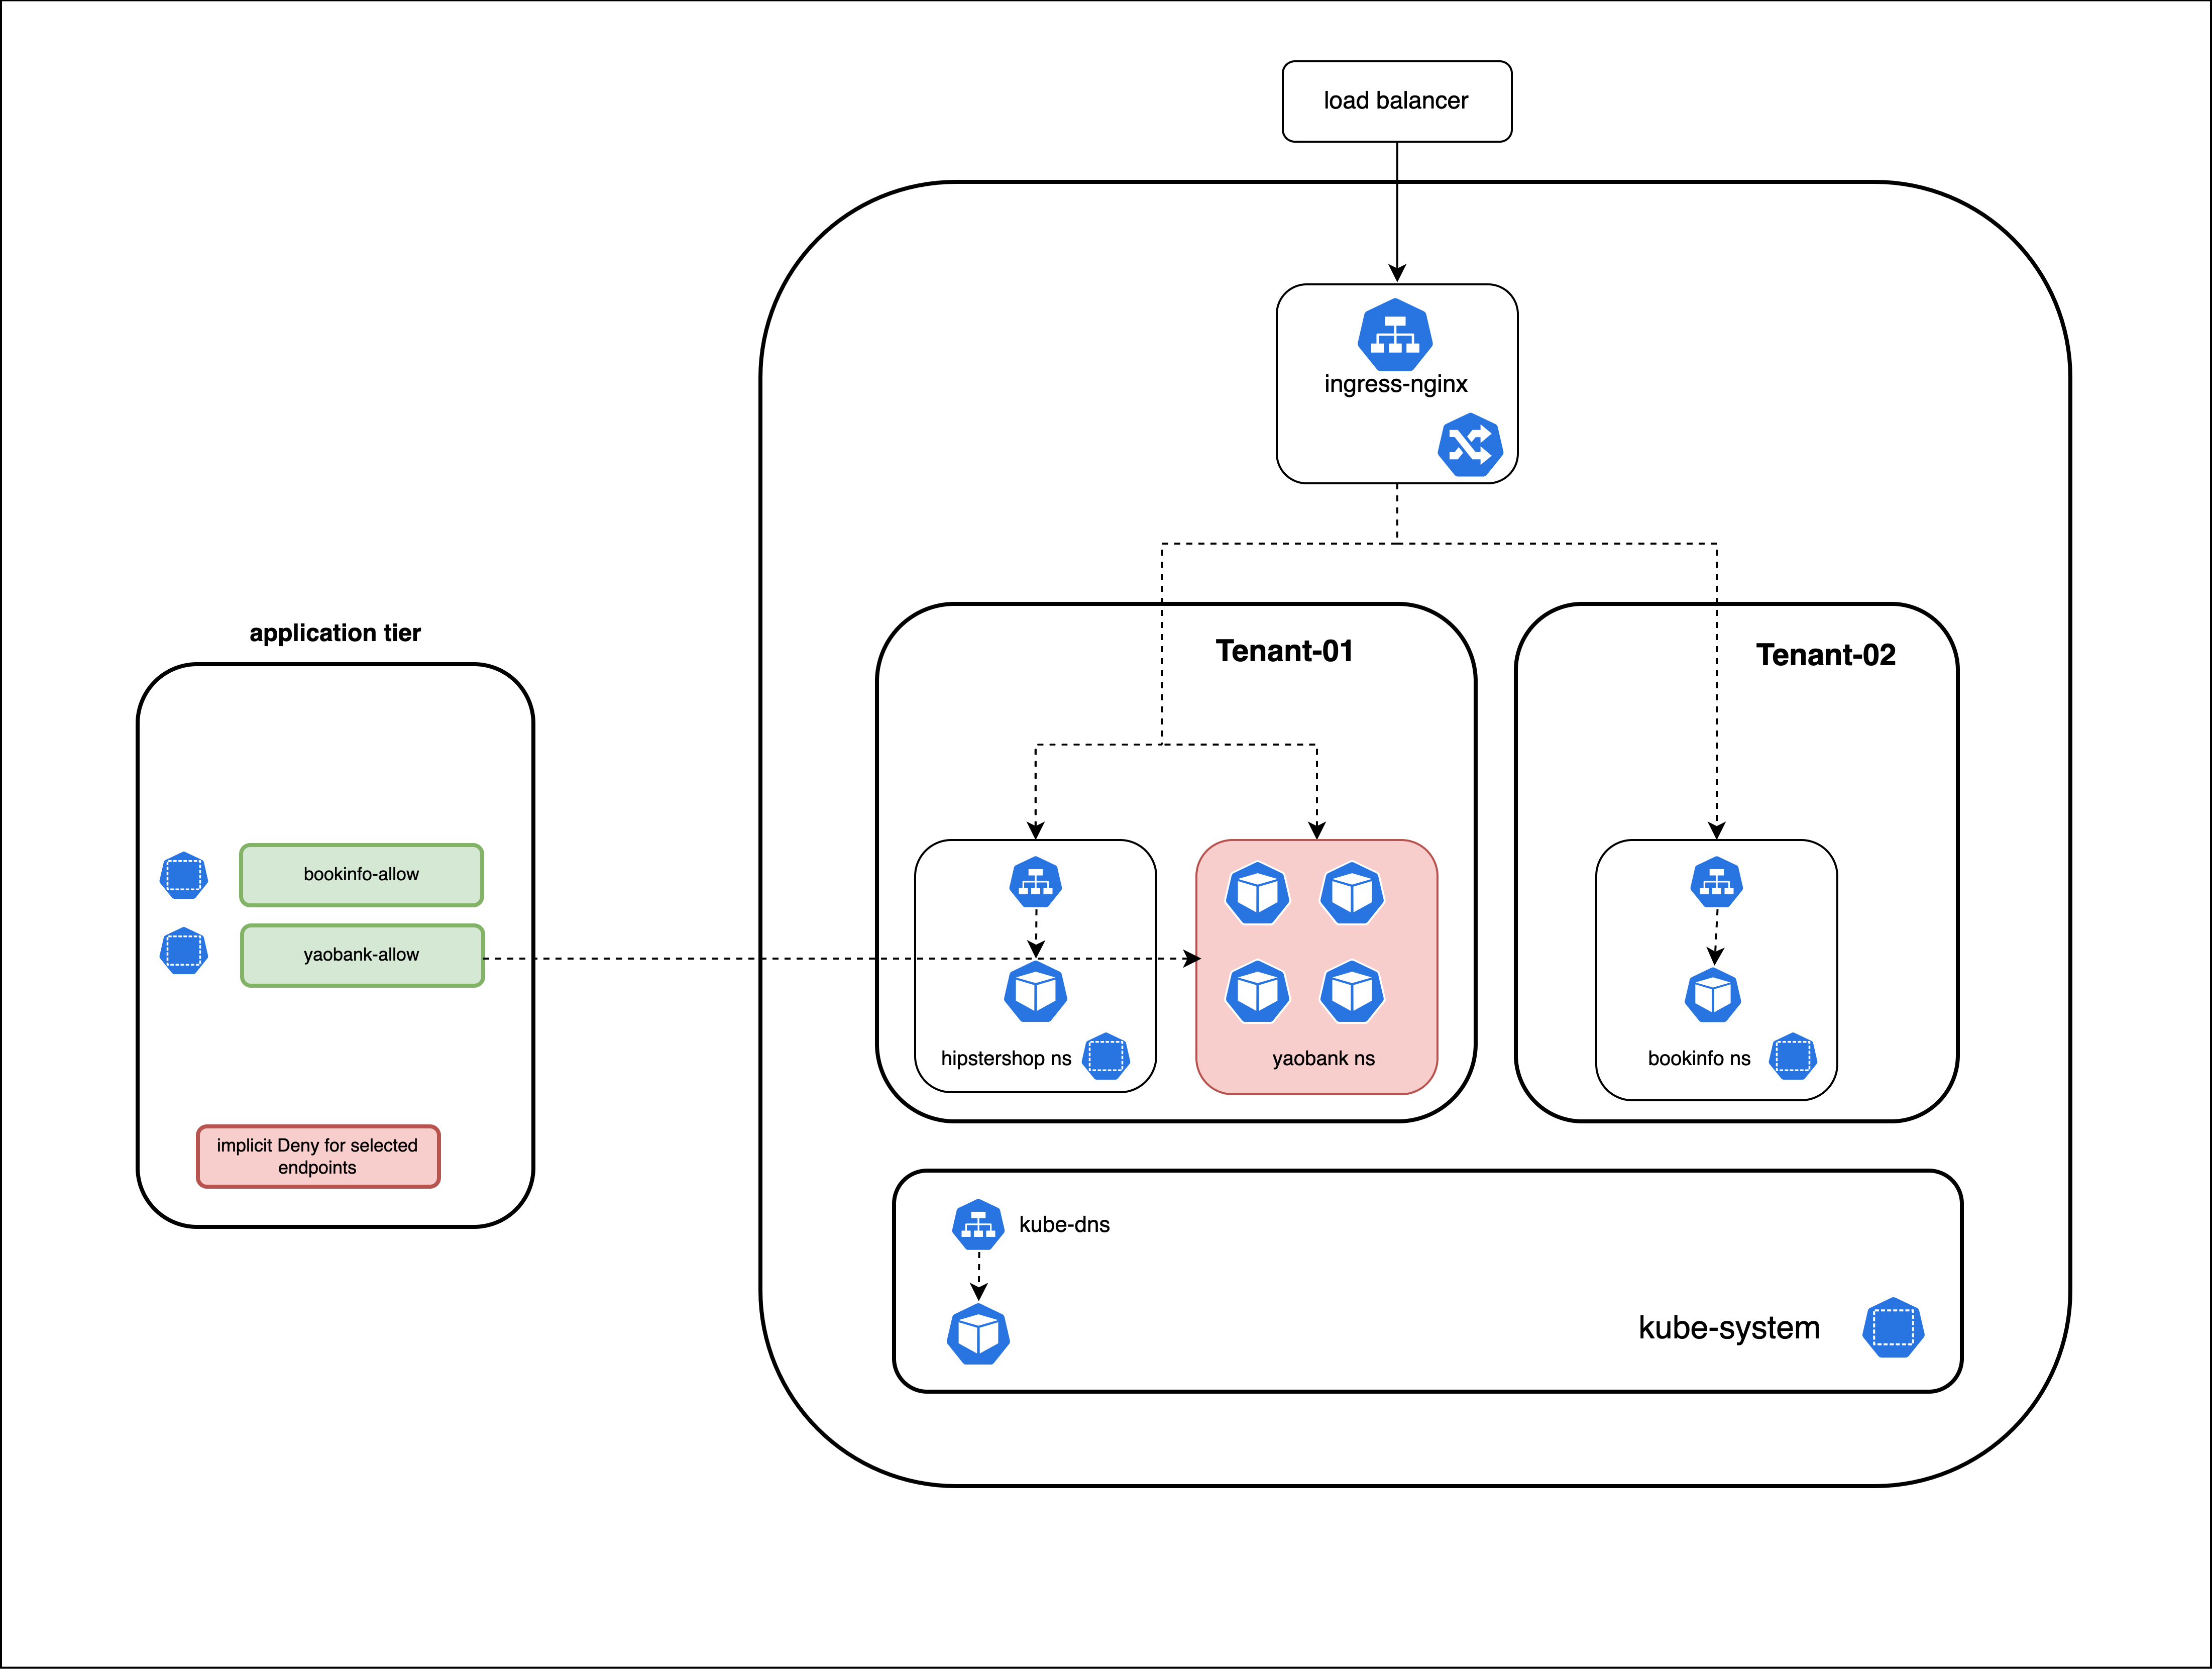 load balancer
ingress-nginx
application tier
bookinfo-allow
yaobank-allow
implicit Deny for selected
endpoints
Tenant-01
Tenant-02
hipstershop ns
yaobank ns
bookinfo ns
kube-dns
kube-system